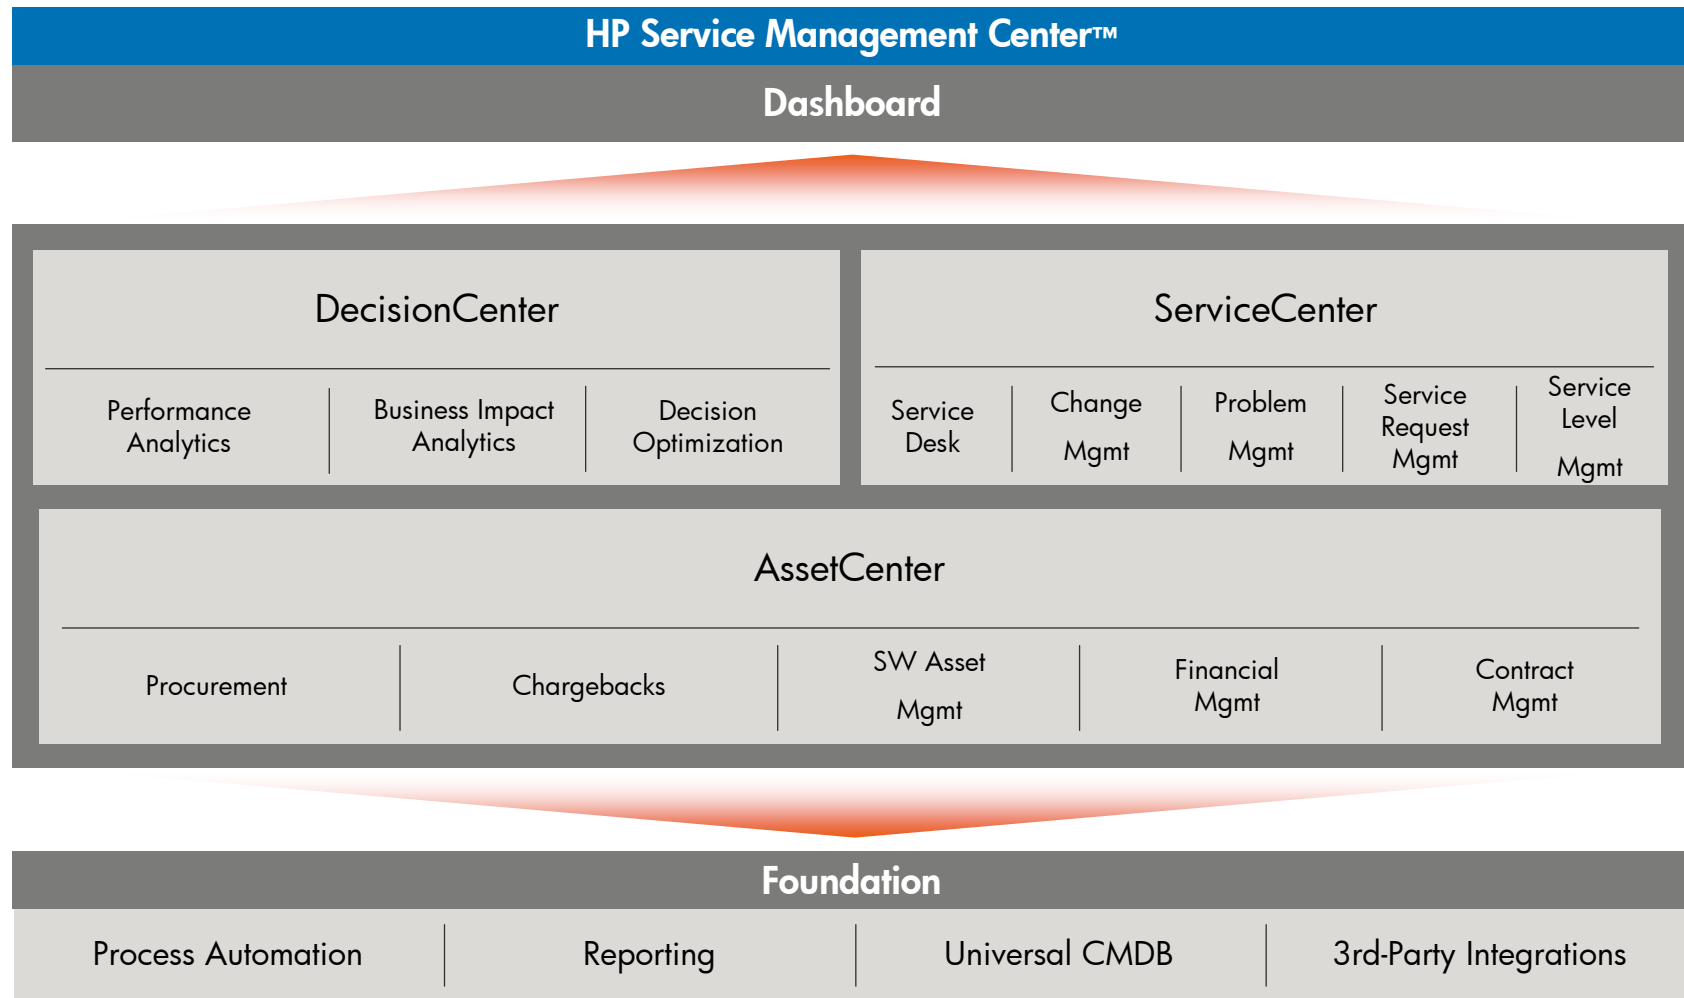 HP Service Management Center™
Dashboard
DecisionCenter
Performance
Analytics
Business Impact
Analytics
Decision
Optimization
ServiceCenter
Service
Desk
Change
Mgmt
Problem
Mgmt
Service
Request
Mgmt
Service
Level
Mgmt
AssetCenter
Procurement
Chargebacks
SW Asset
Mgmt
Financial
Mgmt
Contract
Mgmt
Foundation
Process Automation
Reporting
Universal CMDB
3rd-Party Integrations